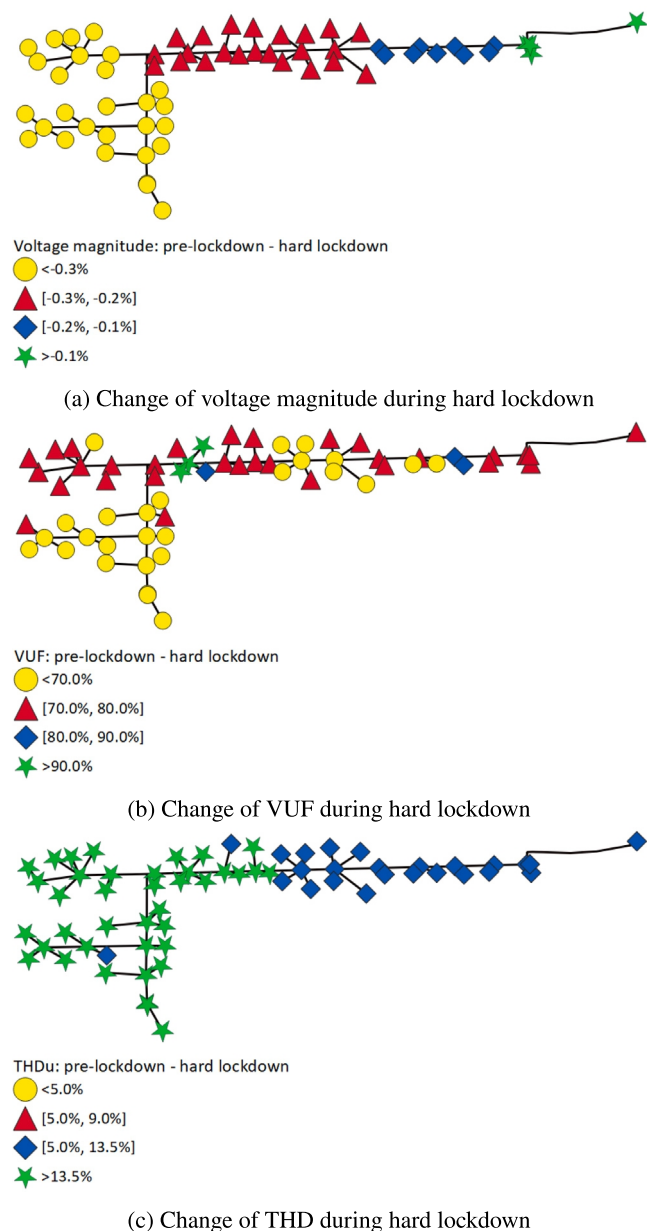 Voltage magnitude: pre-lockdown - hard lockdown
<-0.3%
[-0.3%, -0.2%]
[-0.2%, -0.1%]
>-0.1%
(a) Change of voltage magnitude during hard lockdown
VUF: pre-lockdown - hard lockdown
<70.0%
[70.0%, 80.0%]
[80.0%, 90.0%]
>90.0%
(b) Change of VUF during hard lockdown
THDu: pre-lockdown - hard lockdown
<5.0%
[5.0%, 9.0%]
[5.0%, 13.5%]
>13.5%
(c) Change of THD during hard lockdown